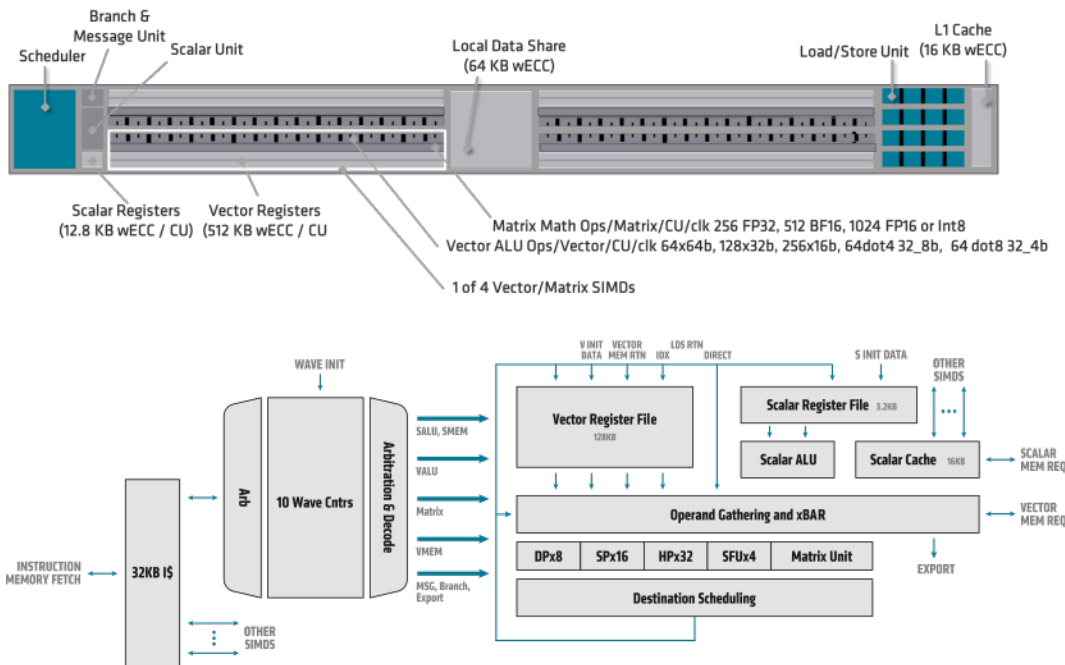 Branch &
Message Unit
Scheduler
Scalar Unit
Local Data Share
(64 KB wECC)
Load/Store Unit
L1 Cache
(16 KB wECC)
Scalar Registers
(12.8 KB wECC / CU)
Vector Registers
(512 KB wECC / CU
Matrix Math Ops/Matrix/CU/clk 256 FP32, 512 BF16, 1024 FP16 or Int8
Vector ALU Ops/Vector/CU/clk 64x64b, 128x32b, 256x16b, 64dot4 32_8b, 64 dot8 32_4b
1 of 4 Vector/Matrix SIMDs
WAVE INIT
V INIT
DATA
VECTOR
MEM RTN
LDS RTN
IDX
DIRECT
S INIT DATA
OTHER
SIMDS
Arb
10 Wave Cntrs
Arbitration & Decode
SALU, SMEM
VALU
Matrix
VMEM
MSG, Branch,
Export
Vector Register File
128KB
Scalar Register File 3.2KB
Scalar ALU
Scalar Cache 16KB
SCALAR
MEM REQ
Operand Gathering and xBAR
VECTOR
MEM REQ
DPx8
SPx16
HPx32
SFUx4
Matrix Unit
EXPORT
Destination Scheduling
INSTRUCTION
MEMORY FETCH
32KB I$
OTHER
SIMDS